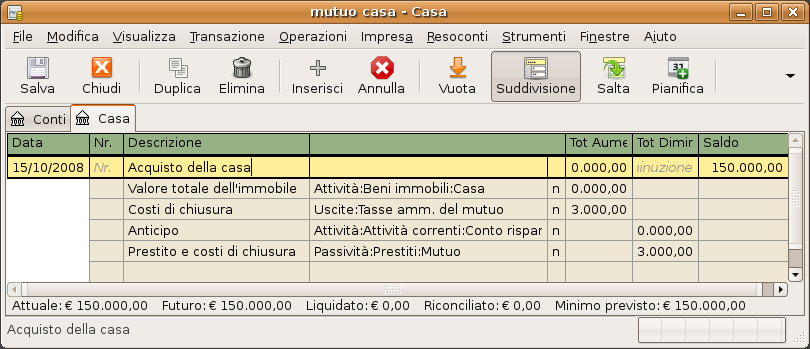 mutuo casa - Casa
File Modifica Visualizza Transazione Operazioni Impresa Resoconti Strumenti Finestre Aiuto
Salva Chiudi Duplica Elimina Inserisci Annulla Vuota Suddivisione Salta Pianifica
Conti Casa
Data Nr. Descrizione Tot Aume Tot Dimir Saldo
15/10/2008 Nr. Acquisto della casa 0.000,00 inuzione 150.000,00
Valore totale dell'immobile Attività:Beni immobili:Casa n 0.000,00
Costi di chiusura Uscite:Tasse amm. del mutuo n 3.000,00
Anticipo Attività:Attività correnti:Conto rispar n 0.000,00
Prestito e costi di chiusura Passività:Prestiti:Mutuo n 3.000,00
Attuale: € 150.000,00 Futuro: € 150.000,00 Liquidato: € 0,00 Riconciliato: € 0,00 Minimo previsto: € 150.000,00
Acquisto della casa